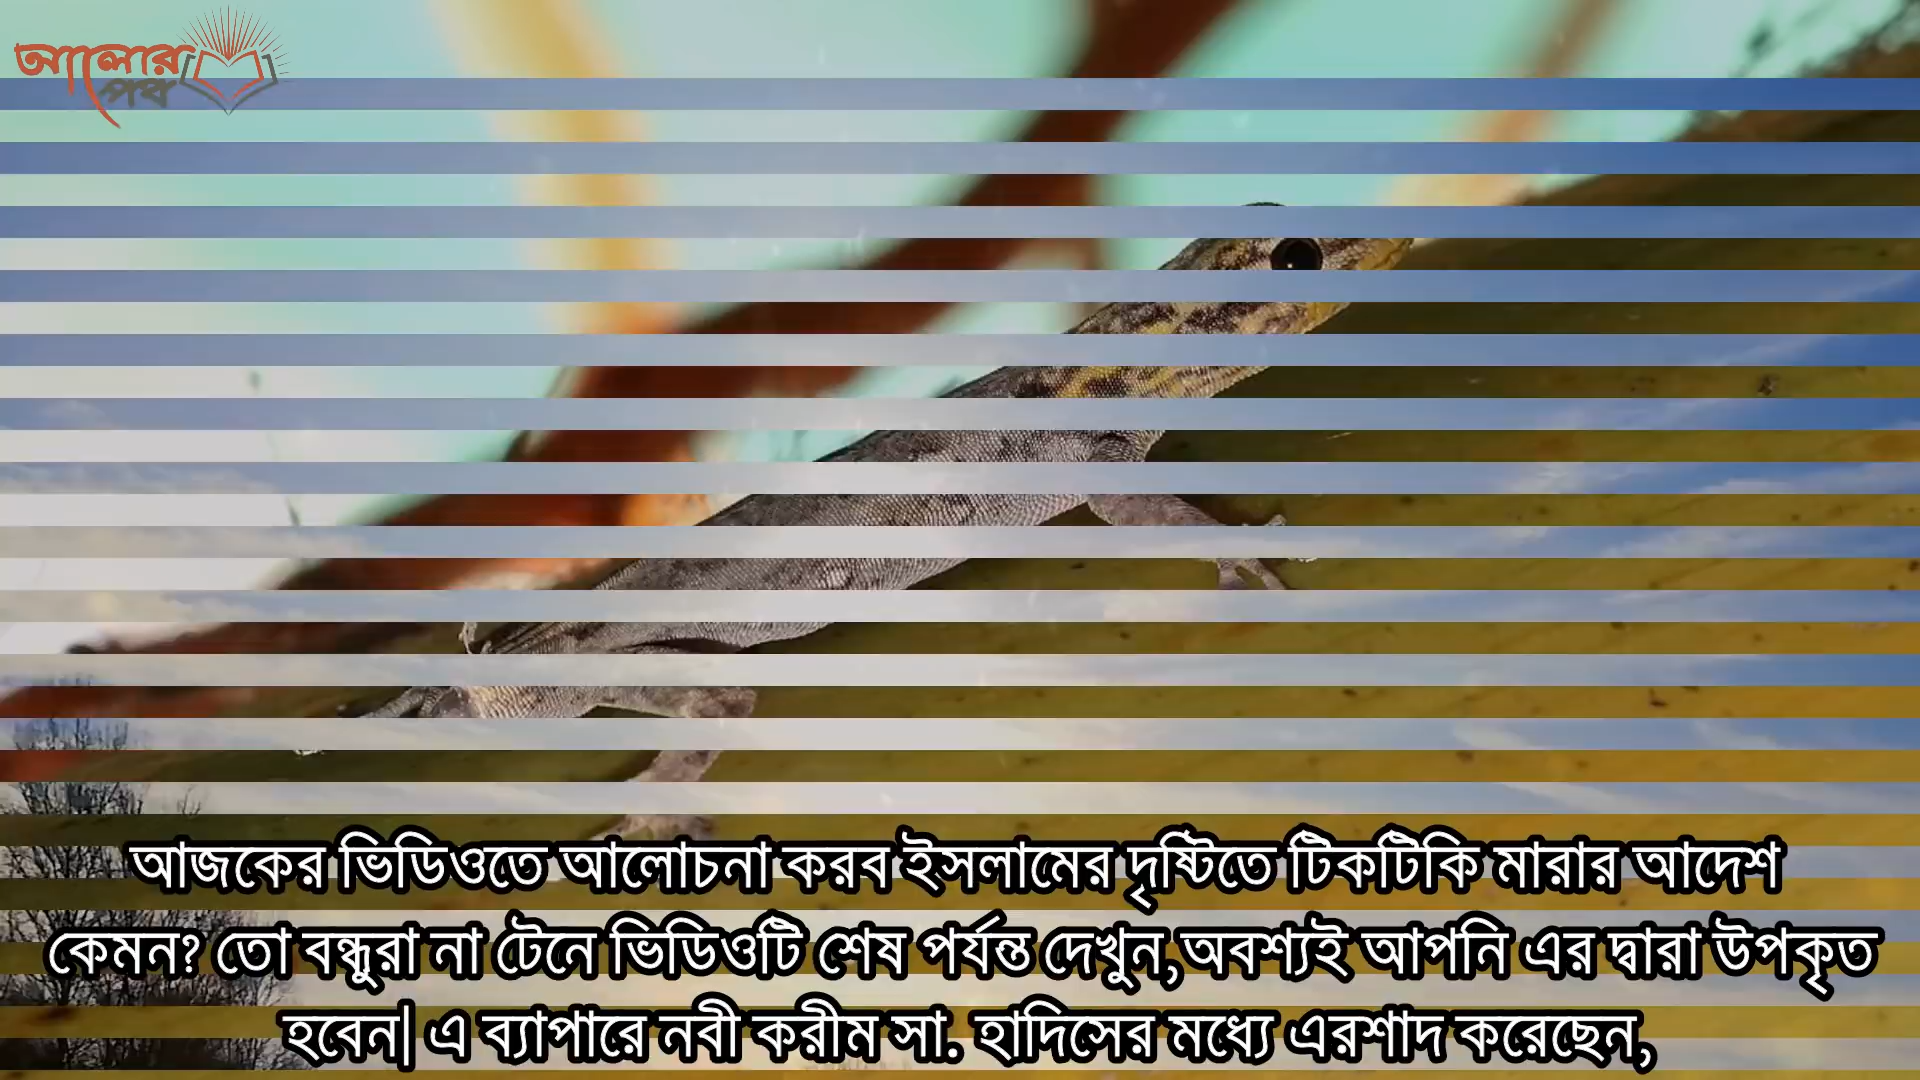 আলোর
পথ
আজকের ভিডিওতে আলোচনা করব ইসলামের দৃষ্টিতে টিকটিকি মারার আদেশ
কেমন? তো বন্ধুরা না টেনে ভিডিওটি শেষ পর্যন্ত দেখুন,অবশ্যই আপনি এর দ্বারা উপকৃত
হবেন| এ ব্যাপারে নবী করীম সা. হাদিসের মধ্যে এরশাদ করেছেন,